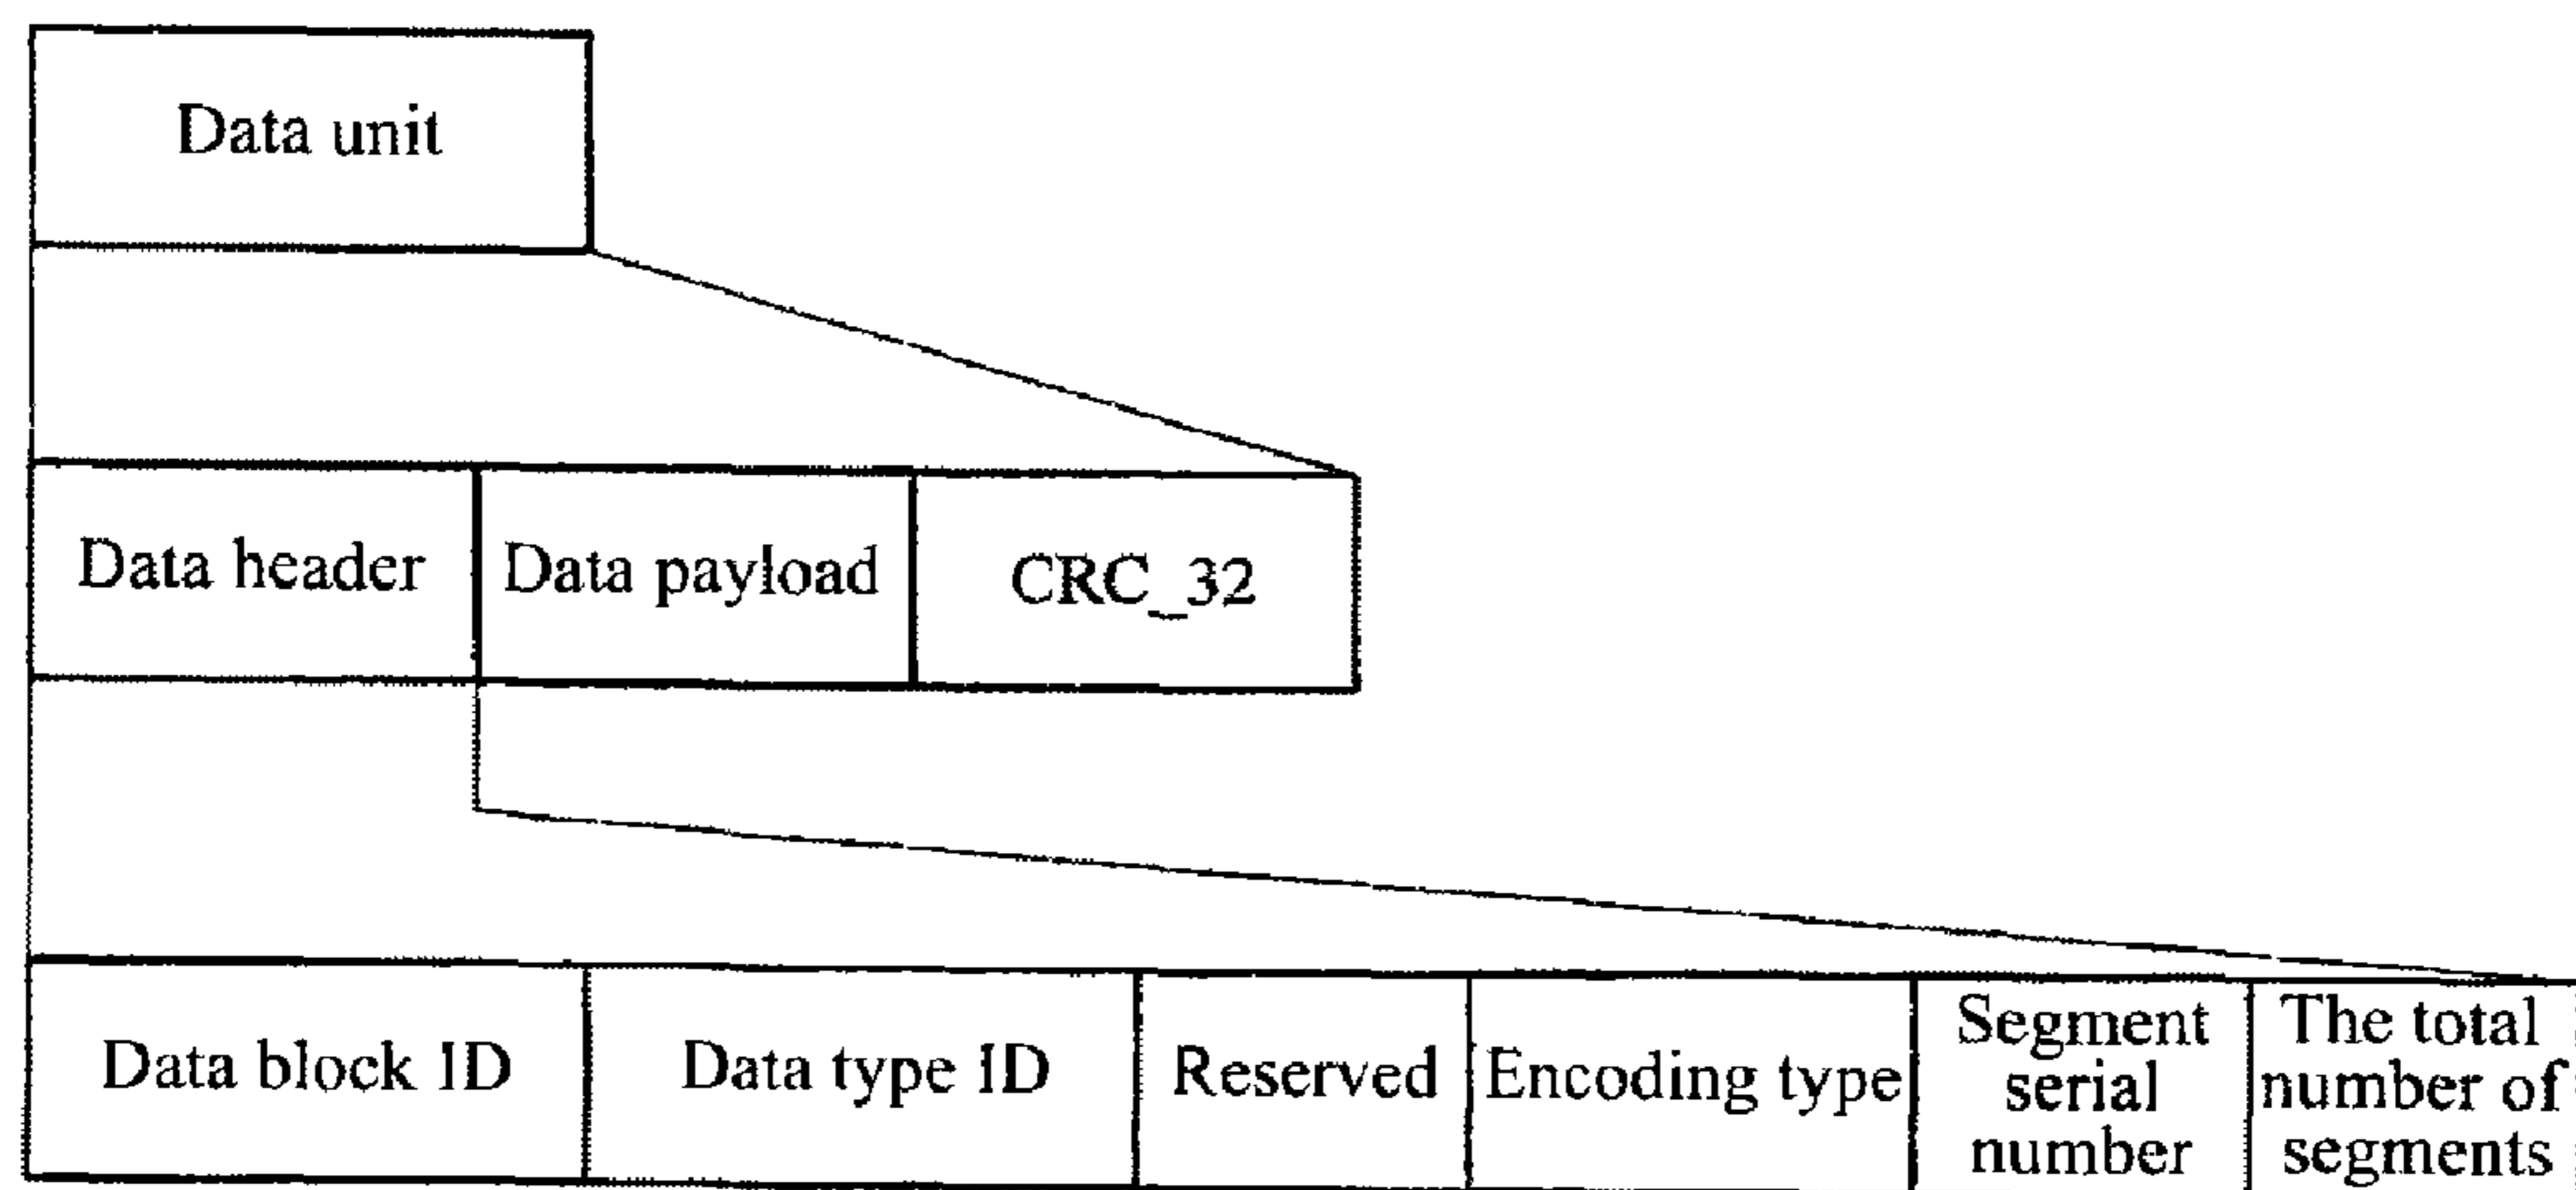 Data unit
Data header
Data payload
CRC_32
Data block ID
Data type ID
Reserved
Encoding type
Segment
serial
number
The total
number of
segments